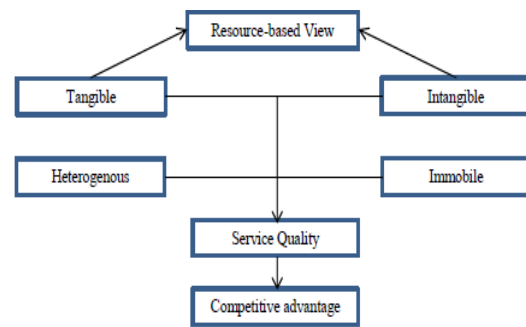 Resource-based View
Tangible
Intangible
Heterogenous
Immobile
Service Quality
Competitive advantage